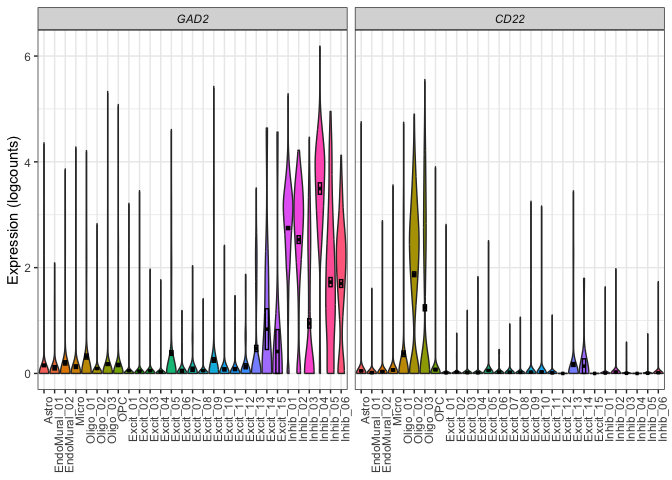 GAD2
CD22
Expression (logcounts)
6
4
2
0
Astro
EndoMural_01
EndoMural_02
Micro
Oligo_01
Oligo_02
Oligo_03
OPC
Excit_01
Excit_02
Excit_03
Excit_04
Excit_05
Excit_06
Excit_07
Excit_08
Excit_09
Excit_10
Excit_11
Excit_12
Excit_13
Excit_14
Excit_15
Inhib_01
Inhib_02
Inhib_03
Inhib_04
Inhib_05
Inhib_06
Astro
EndoMural_01
EndoMural_02
Micro
Oligo_01
Oligo_02
Oligo_03
OPC
Excit_01
Excit_02
Excit_03
Excit_04
Excit_05
Excit_06
Excit_07
Excit_08
Excit_09
Excit_10
Excit_11
Excit_12
Excit_13
Excit_14
Excit_15
Inhib_01
Inhib_02
Inhib_03
Inhib_04
Inhib_05
Inhib_06